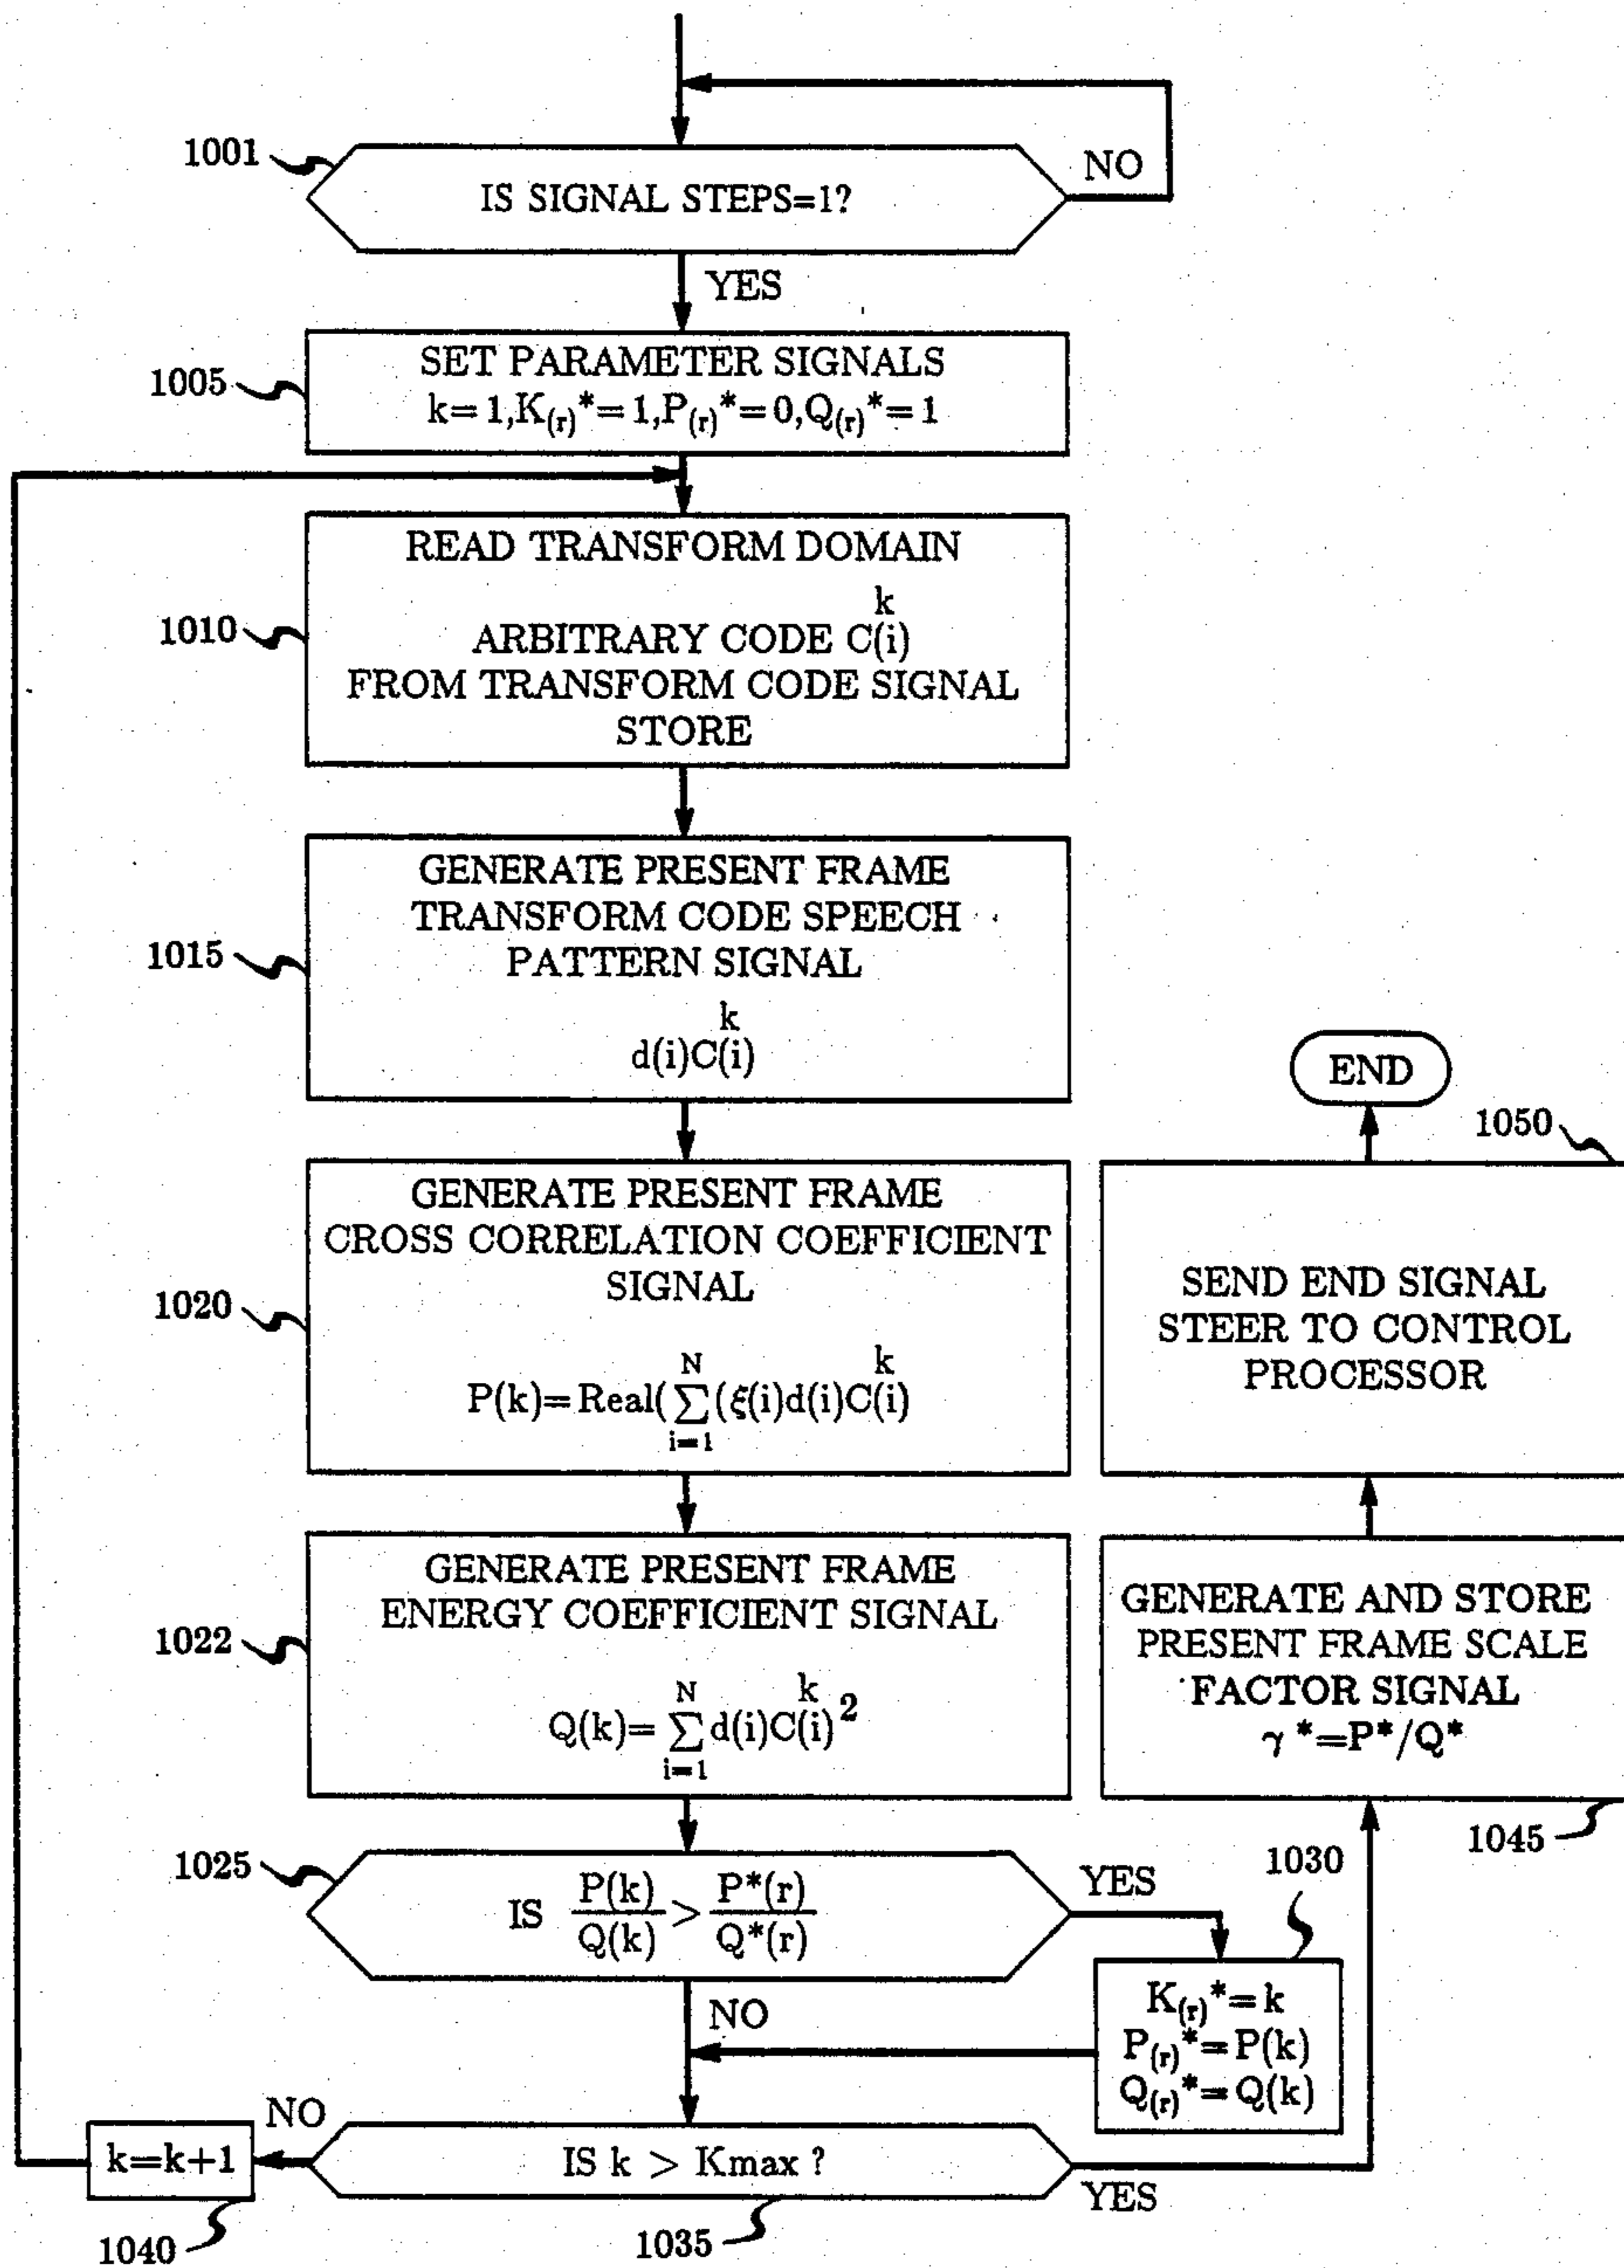 1001
IS SIGNAL STEPS=1?
NO
YES
1005
SET PARAMETER SIGNALS
k=1,K(r)*=1,P(r)*=0,Q(r)*=1
1010
READ TRANSFORM DOMAIN
k
ARBITRARY CODE C(i)
FROM TRANSFORM CODE SIGNAL
STORE
1015
GENERATE PRESENT FRAME
TRANSFORM CODE SPEECH
PATTERN SIGNAL
k
d(i)C(i)
1020
GENERATE PRESENT FRAME
CROSS CORRELATION COEFFICIENT
SIGNAL
N k
P(k)=Real(∑(ξ(i)d(i)C(i)
i=1
1022
GENERATE PRESENT FRAME
ENERGY COEFFICIENT SIGNAL
N k
Q(k)=∑d(i)C(i)²
i=1
1025
IS P(k)/Q(k) > P*(r)/Q*(r)
YES
NO
1030
K(r)*=k
P(r)*=P(k)
Q(r)*=Q(k)
1035
IS k > Kmax ?
NO
YES
1040
k=k+1
1045
GENERATE AND STORE
PRESENT FRAME SCALE
FACTOR SIGNAL
γ*=P*/Q*
1050
SEND END SIGNAL
STEER TO CONTROL
PROCESSOR
END